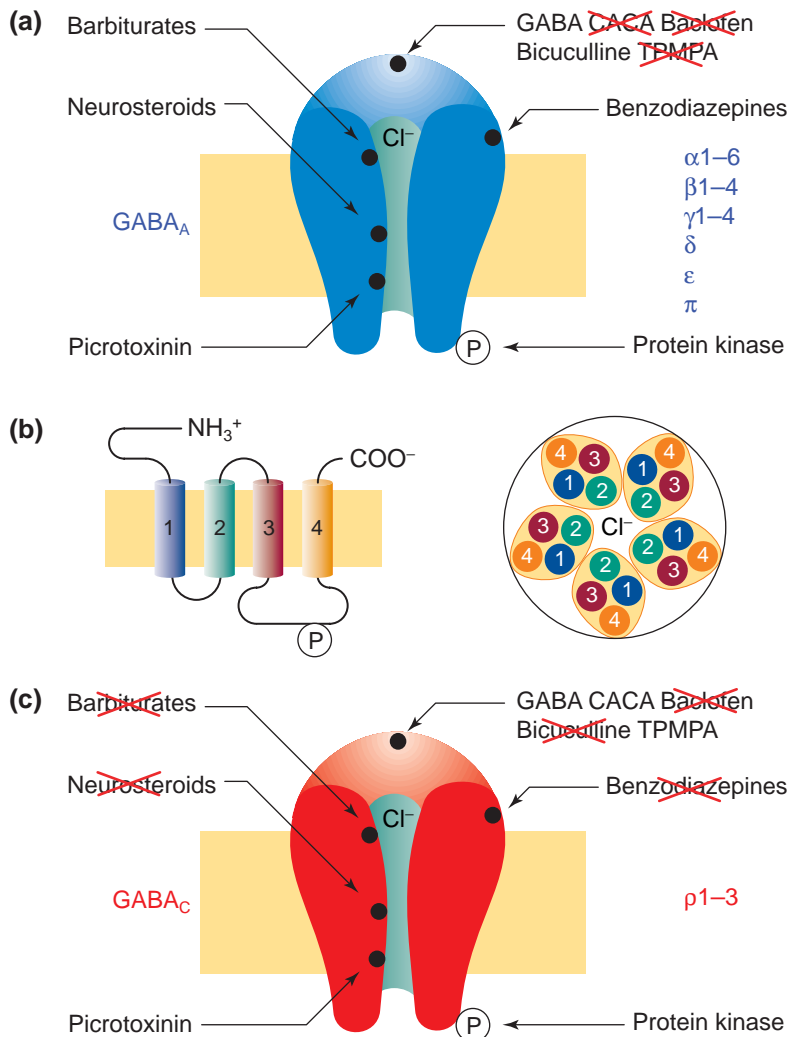 (a)
Barbiturates
GABA CACA Baclofen
Bicuculline TPMPA
Neurosteroids
Benzodiazepines
Cl⁻
α1–6
β1–4
γ1–4
δ
ε
π
GABA_A
Picrotoxinin
P
Protein kinase
(b)
NH₃⁺
COO⁻
1 2 3 4
P
4 3 1 2
4 1 3 2
3 2 4 1
Cl⁻
1 2 4 3
2 3 1 4
(c)
Barbiturates
GABA CACA Baclofen
Bicuculline TPMPA
Neurosteroids
Benzodiazepines
Cl⁻
GABA_C
ρ1–3
Picrotoxinin
P
Protein kinase